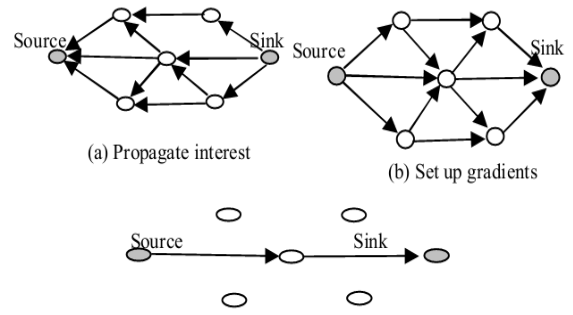 Source
Sink
(a) Propagate interest
Source
Sink
(b) Set up gradients
Source
Sink